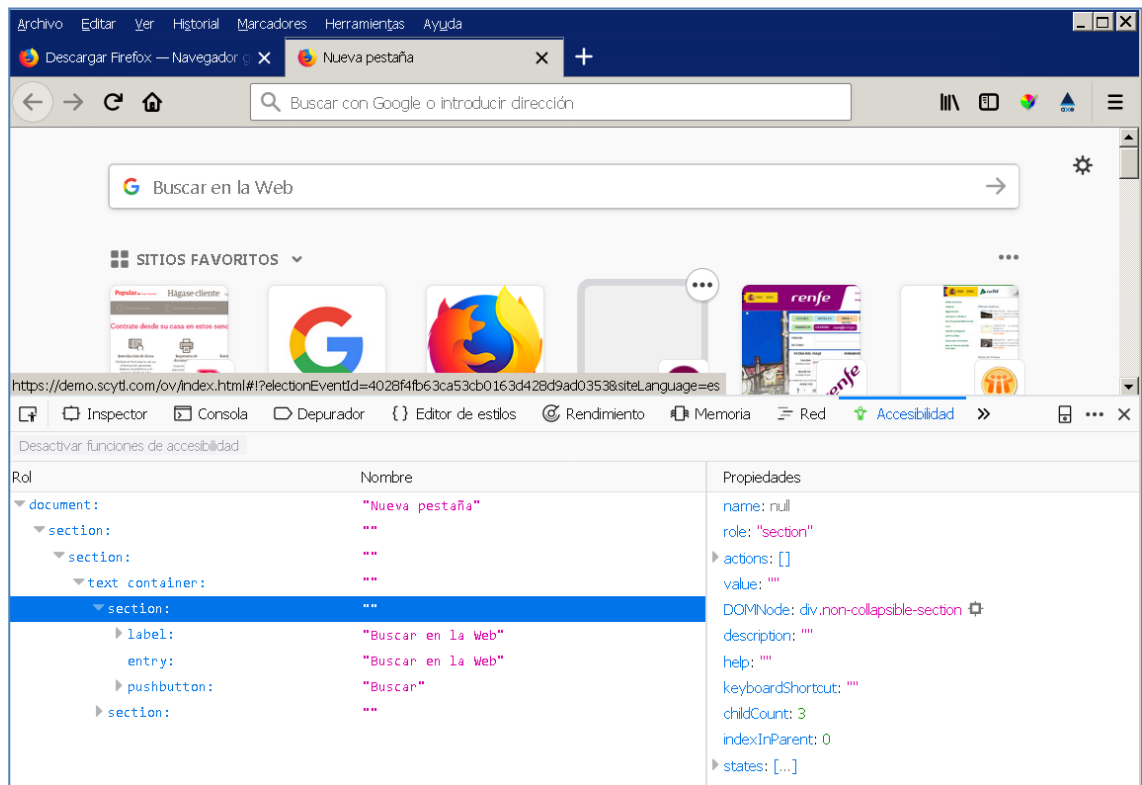 Archivo Editar Ver Historial Marcadores Herramientas Ayuda
Descargar Firefox — Navegador g Nueva pestaña
Buscar con Google o introducir dirección
axe
Buscar en la Web
SITIOS FAVORITOS
Popular Hágase cliente
Contrate desde su casa en estos senc
renfe
https://demo.scytl.com/ov/index.html#!?electionEventId=4028f4fb63ca53cb0163d428d9ad0353&siteLanguage=es
Inspector Consola Depurador {} Editor de estilos Rendimiento Memoria Red Accesibilidad
Desactivar funciones de accesibilidad
Rol Nombre Propiedades
document: "Nueva pestaña" name: null
section: "" role: "section"
section: "" actions: []
text container: "" value: ""
section: "" DOMNode: div.non-collapsible-section
label: "Buscar en la Web" description: ""
entry: "Buscar en la Web" help: ""
pushbutton: "Buscar" keyboardShortcut: ""
section: "" childCount: 3
indexInParent: 0
states: [...]